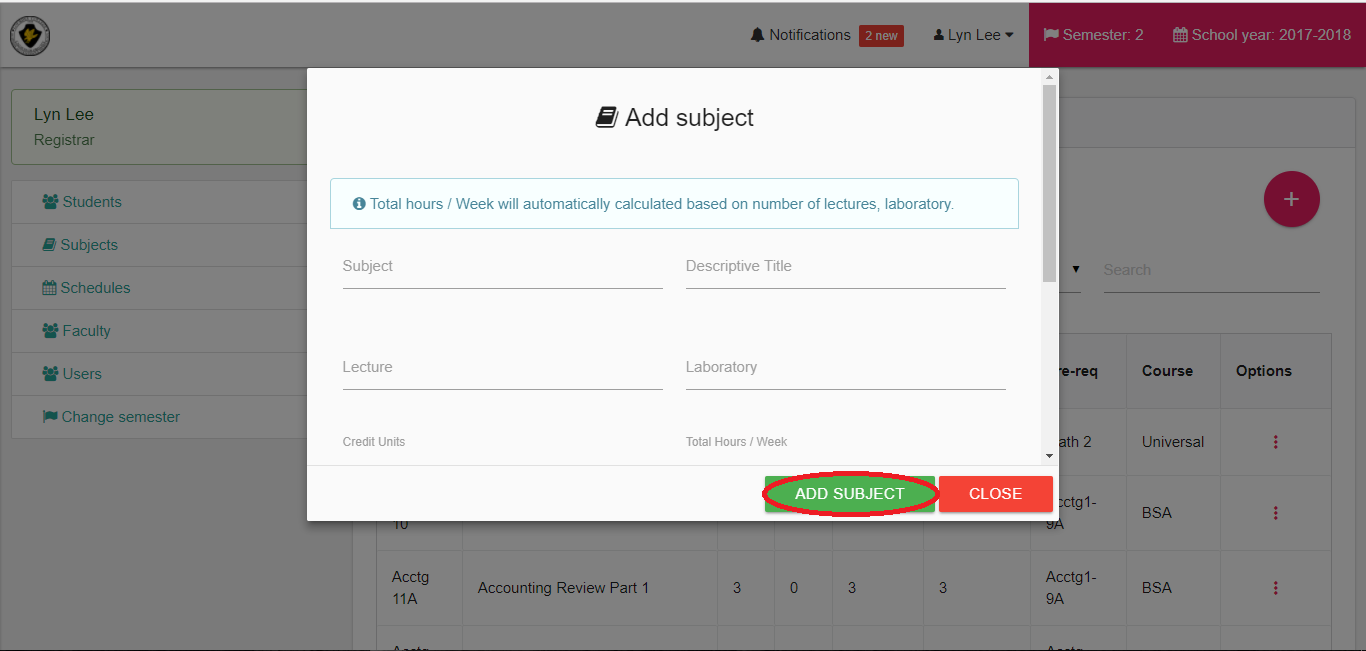 Notifications 2 new Lyn Lee Semester: 2 School year: 2017-2018
Lyn Lee
Registrar
Students
Subjects
Schedules
Faculty
Users
Change semester
Add subject
Total hours / Week will automatically calculated based on number of lectures, laboratory.
Subject Descriptive Title
Lecture Laboratory
Credit Units Total Hours / Week
ADD SUBJECT CLOSE
+
Search
re-req Course Options
ath 2 Universal
10 cctg1-
9A BSA
Acctg
11A Accounting Review Part 1 3 0 3 3 Acctg1-
9A BSA